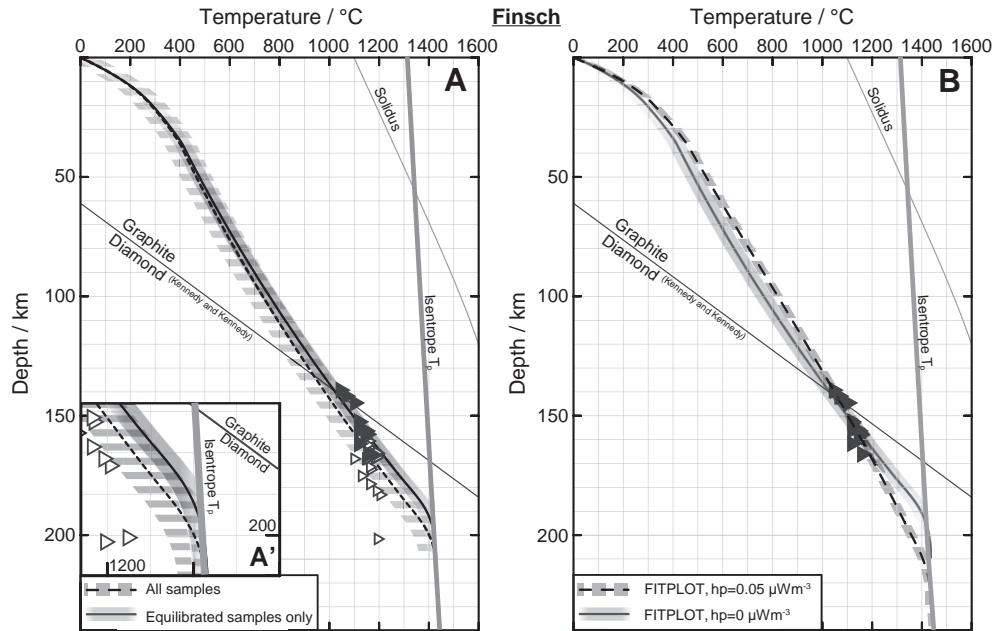 Finsch
Temperature / °C
0 200 400 600 800 1000 1200 1400 1600
A
Solidus
50
Graphite
Diamond (Kennedy and Kennedy)
100
Isentrope Tp
Depth / km
150
Graphite
Diamond
Isentrope Tp
200
200
A’
1200
All samples
Equilibrated samples only
Temperature / °C
0 200 400 600 800 1000 1200 1400 1600
B
Solidus
50
Graphite
Diamond (Kennedy and Kennedy)
100
Isentrope Tp
Depth / km
150
200
FITPLOT, hp=0.05 µWm-3
FITPLOT, hp=0 µWm-3